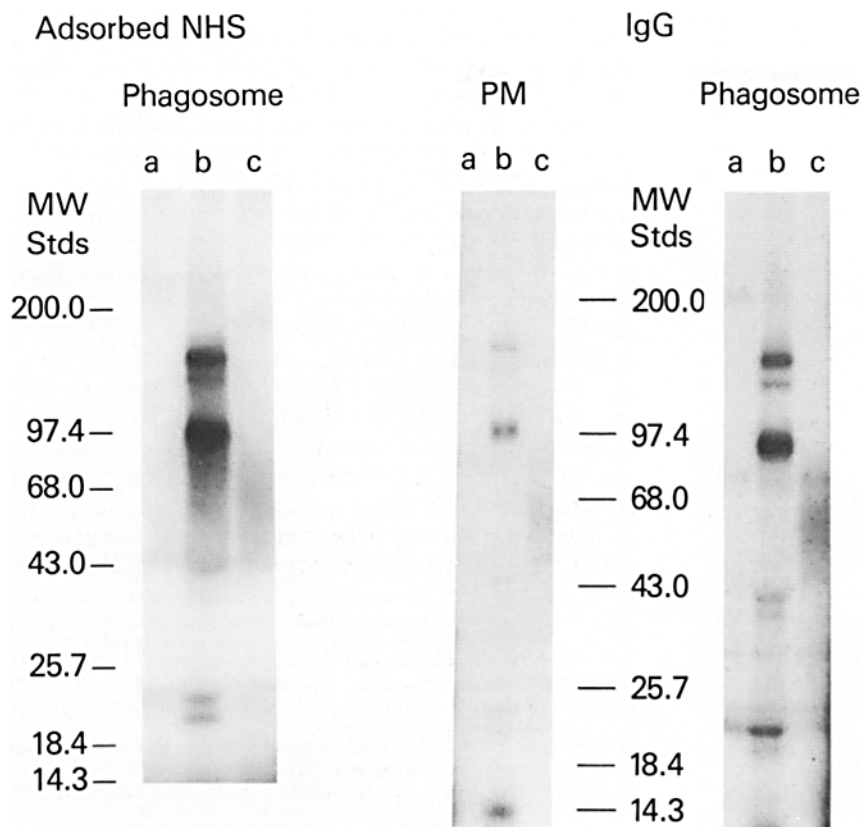 Adsorbed NHS
IgG
Phagosome
PM
Phagosome
a b c
a b c
a b c
MW
Stds
200.0
97.4
68.0
43.0
25.7
18.4
14.3
MW
Stds
200.0
97.4
68.0
43.0
25.7
18.4
14.3